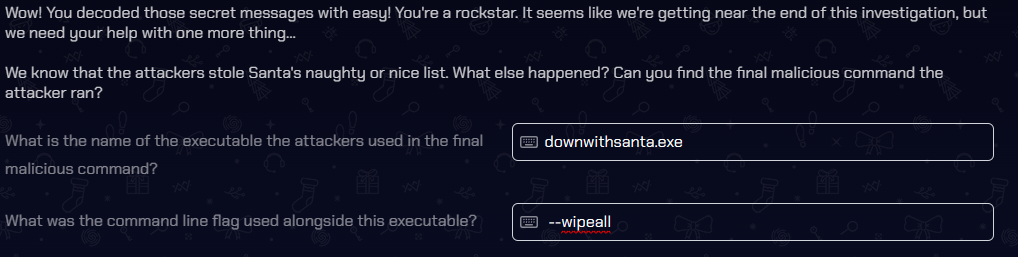 Wow! You decoded those secret messages with easy! You're a rockstar. It seems like we're getting near the end of this investigation, but
we need your help with one more thing...
We know that the attackers stole Santa's naughty or nice list. What else happened? Can you find the final malicious command the
attacker ran?
What is the name of the executable the attackers used in the final
malicious command?
downwithsanta.exe
What was the command line flag used alongside this executable?
--wipeall